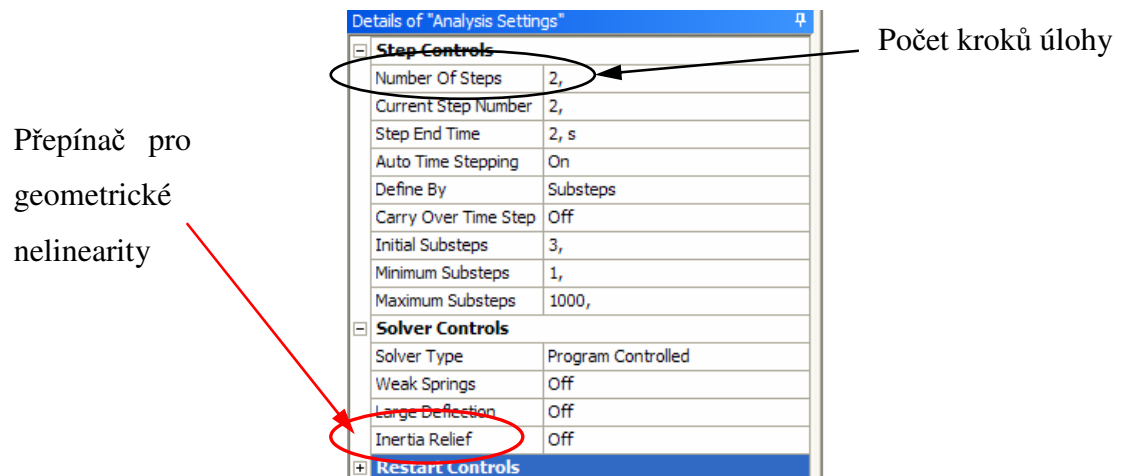 Details of "Analysis Settings"
Step Controls
Number Of Steps 2,
Current Step Number 2,
Step End Time 2, s
Auto Time Stepping On
Define By Substeps
Carry Over Time Step Off
Initial Substeps 3,
Minimum Substeps 1,
Maximum Substeps 1000,
Solver Controls
Solver Type Program Controlled
Weak Springs Off
Large Deflection Off
Inertia Relief Off
Restart Controls
Počet kroků úlohy
Přepínač pro
geometrické
nelinearity